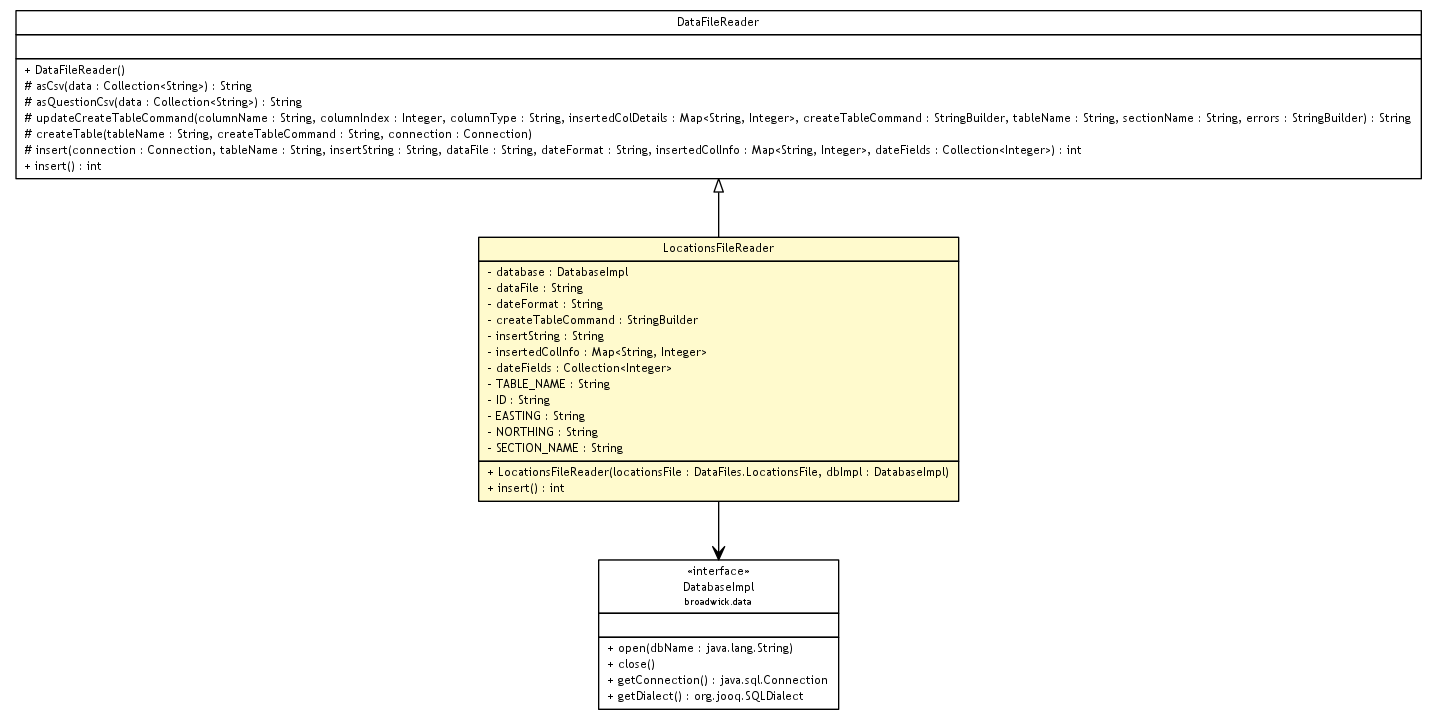 DataFileReader
+ DataFileReader()
# asCsv(data : Collection<String>) : String
# asQuestionCsv(data : Collection<String>) : String
# updateCreateTableCommand(columnName : String, columnIndex : Integer, columnType : String, insertedColDetails : Map<String, Integer>, createTableCommand : StringBuilder, tableName : String, sectionName : String, errors : StringBuilder) : String
# createTable(tableName : String, createTableCommand : String, connection : Connection)
# insert(connection : Connection, tableName : String, insertString : String, dataFile : String, dateFormat : String, insertedColInfo : Map<String, Integer>, dateFields : Collection<Integer>) : int
+ insert() : int
LocationsFileReader
- database : DatabaseImpl
- dataFile : String
- dateFormat : String
- createTableCommand : StringBuilder
- insertString : String
- insertedColInfo : Map<String, Integer>
- dateFields : Collection<Integer>
- TABLE_NAME : String
- ID : String
- EASTING : String
- NORTHING : String
- SECTION_NAME : String
+ LocationsFileReader(locationsFile : DataFiles.LocationsFile, dbImpl : DatabaseImpl)
+ insert() : int
«interface»
DatabaseImpl
broadwick.data
+ open(dbName : java.lang.String)
+ close()
+ getConnection() : java.sql.Connection
+ getDialect() : org.jooq.SQLDialect